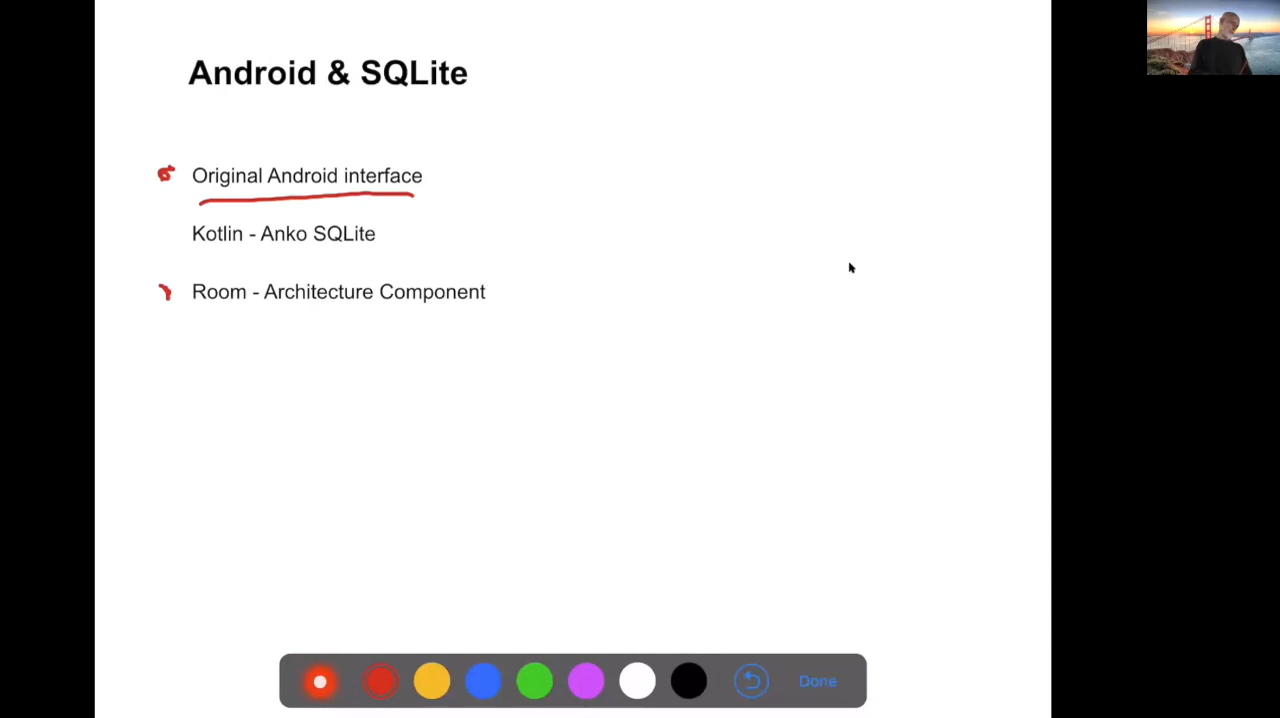 Android & SQLite
Original Android interface
Kotlin - Anko SQLite
Room - Architecture Component
Done